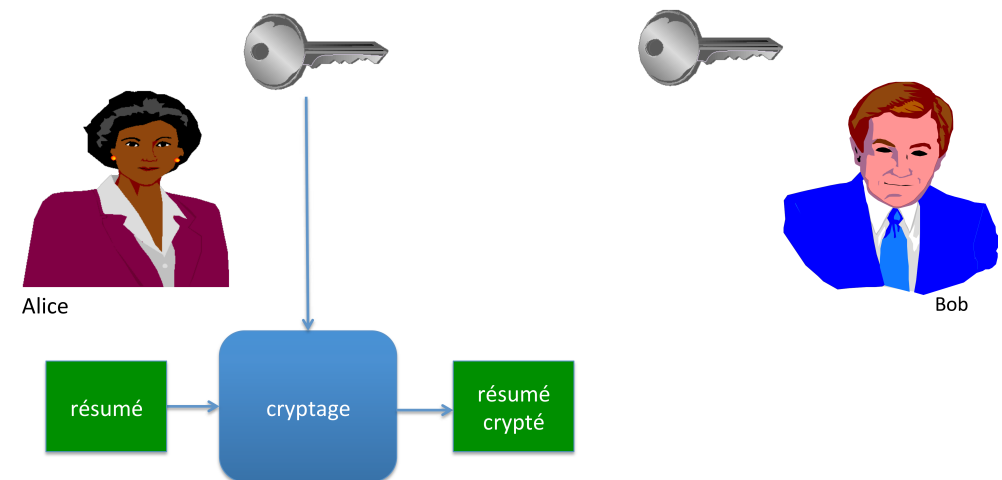 Alice
Bob
résumé
cryptage
résumé
crypté